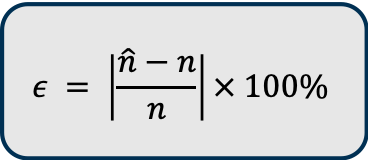 ϵ = |n̂ − n / n| × 100%